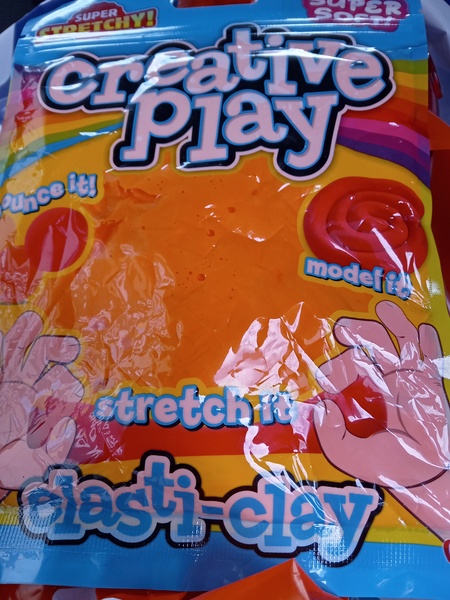 SUPER
STRETCHY!
SUPER
SOFT!
creative
play
ounce it!
model it!
stretch it!
elasti-clay